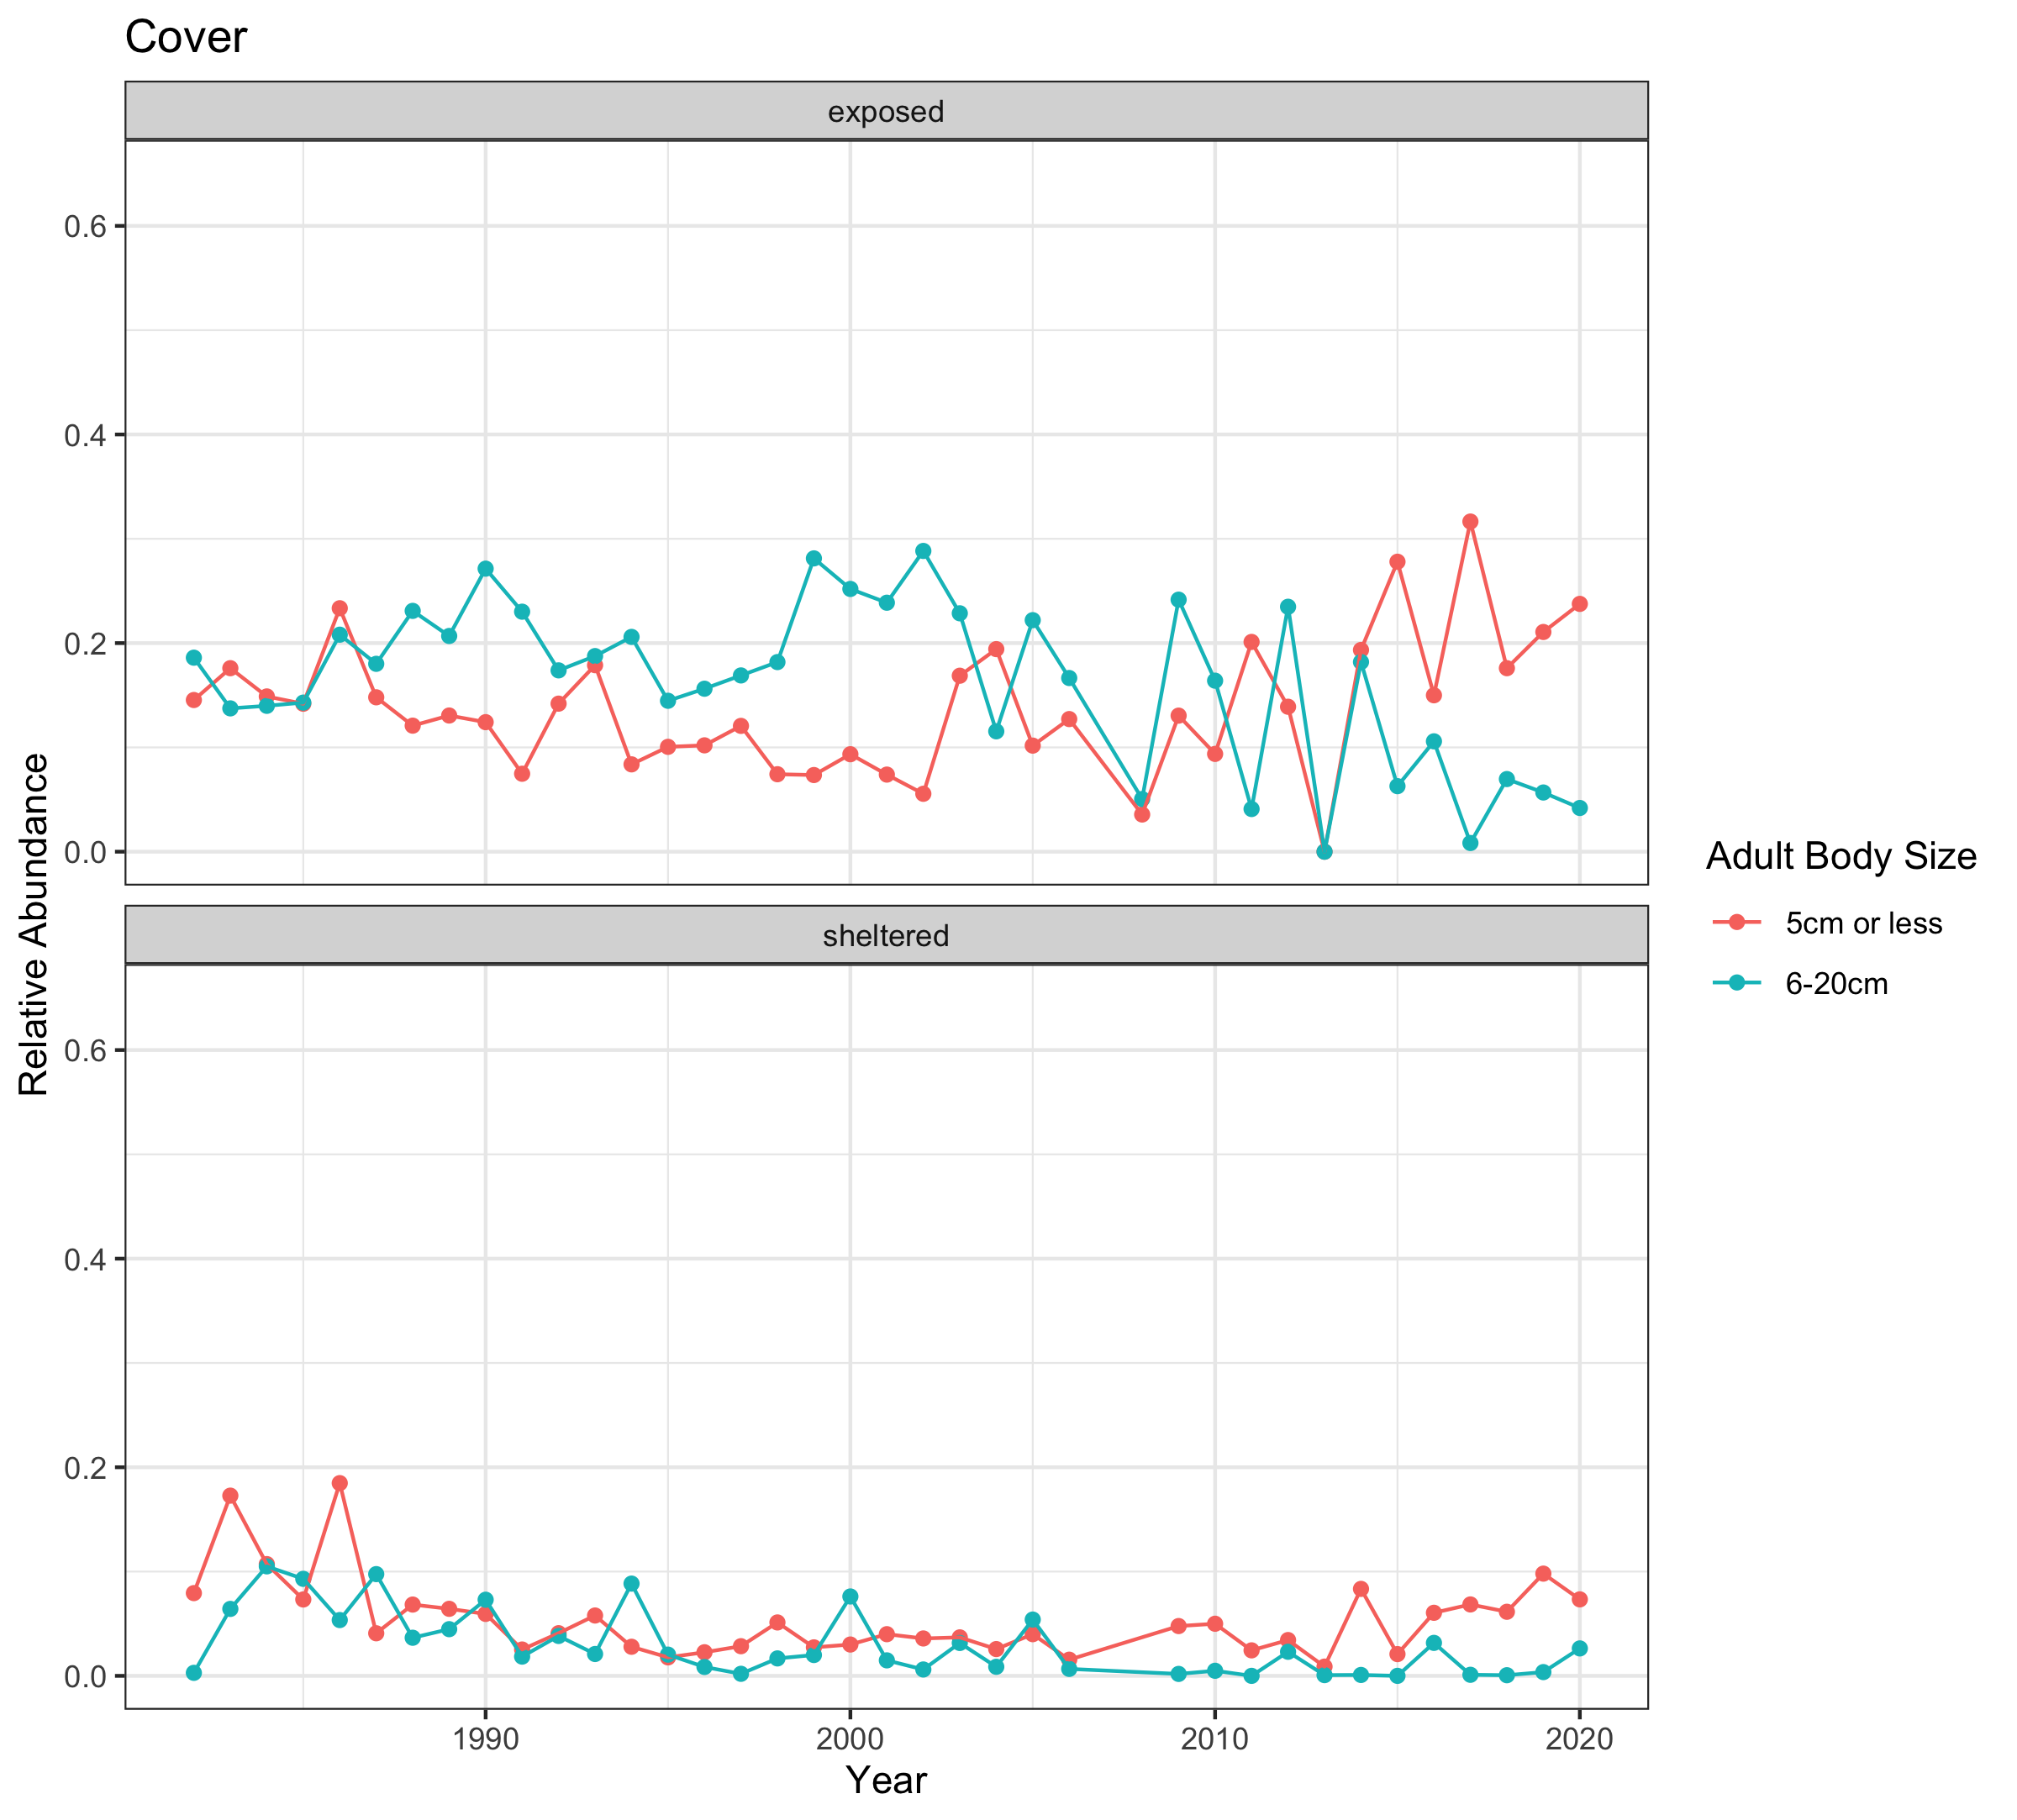 Cover
exposed
0.6
0.4
0.2
0.0
sheltered
0.6
0.4
0.2
0.0
1990 2000 2010 2020
Year
Relative Abundance
Adult Body Size
5cm or less
6-20cm